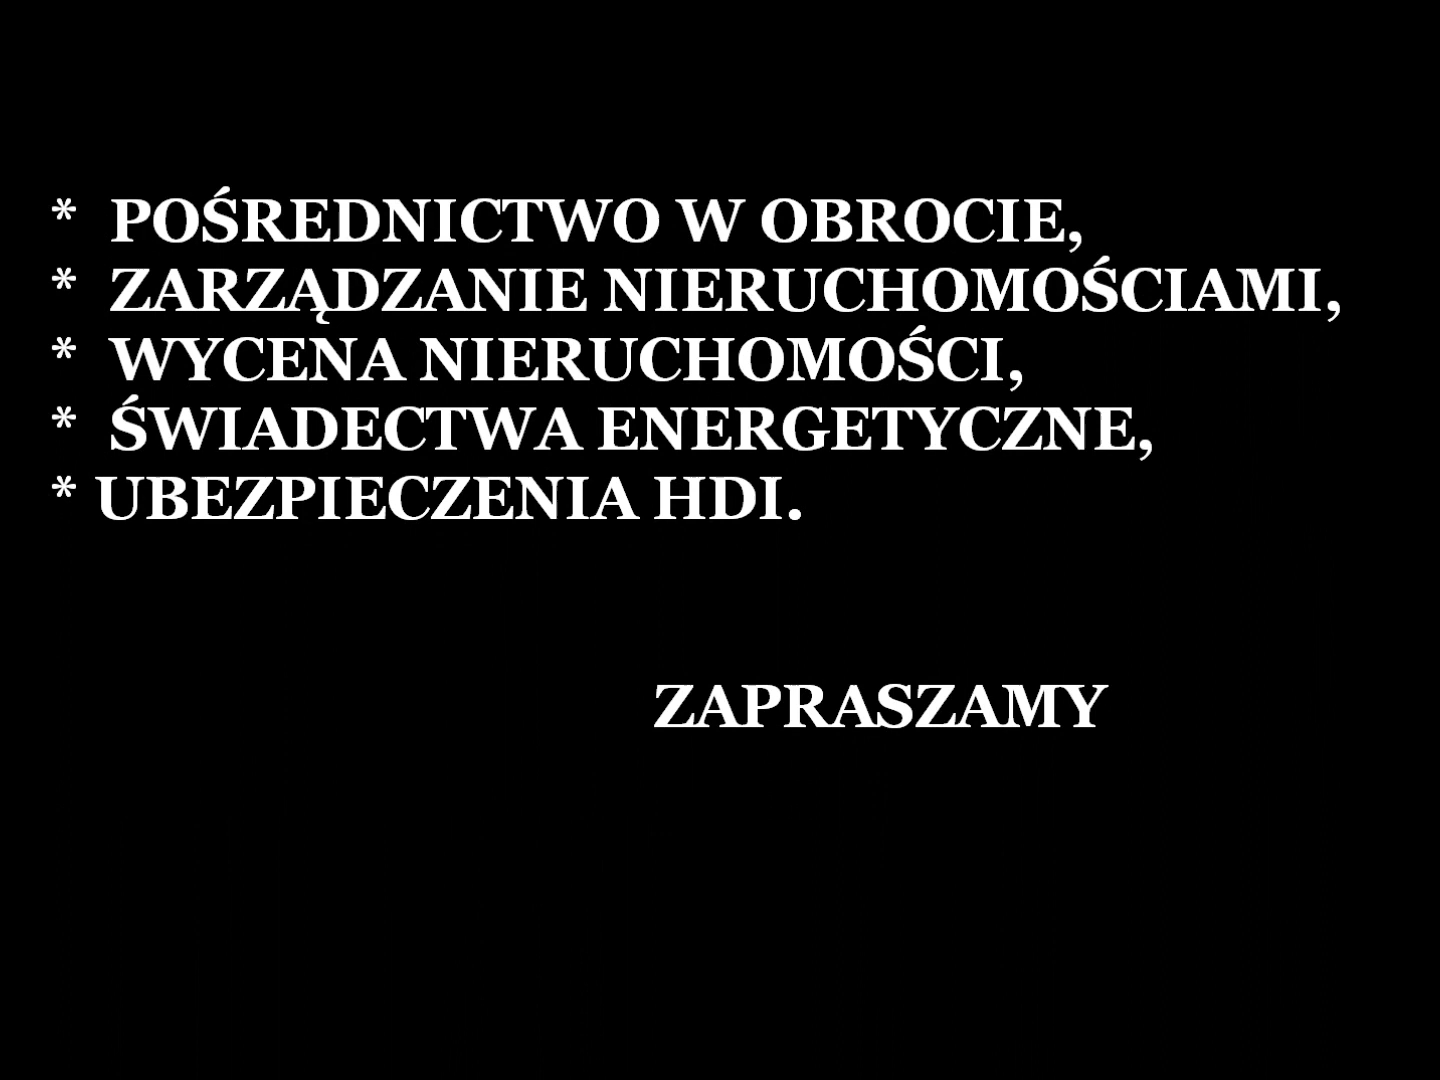 * POŚREDNICTWO W OBROCIE,
* ZARZĄDZANIE NIERUCHOMOŚCIAMI,
* WYCENA NIERUCHOMOŚCI,
* ŚWIADECTWA ENERGETYCZNE,
* UBEZPIECZENIA HDI.
ZAPRASZAMY